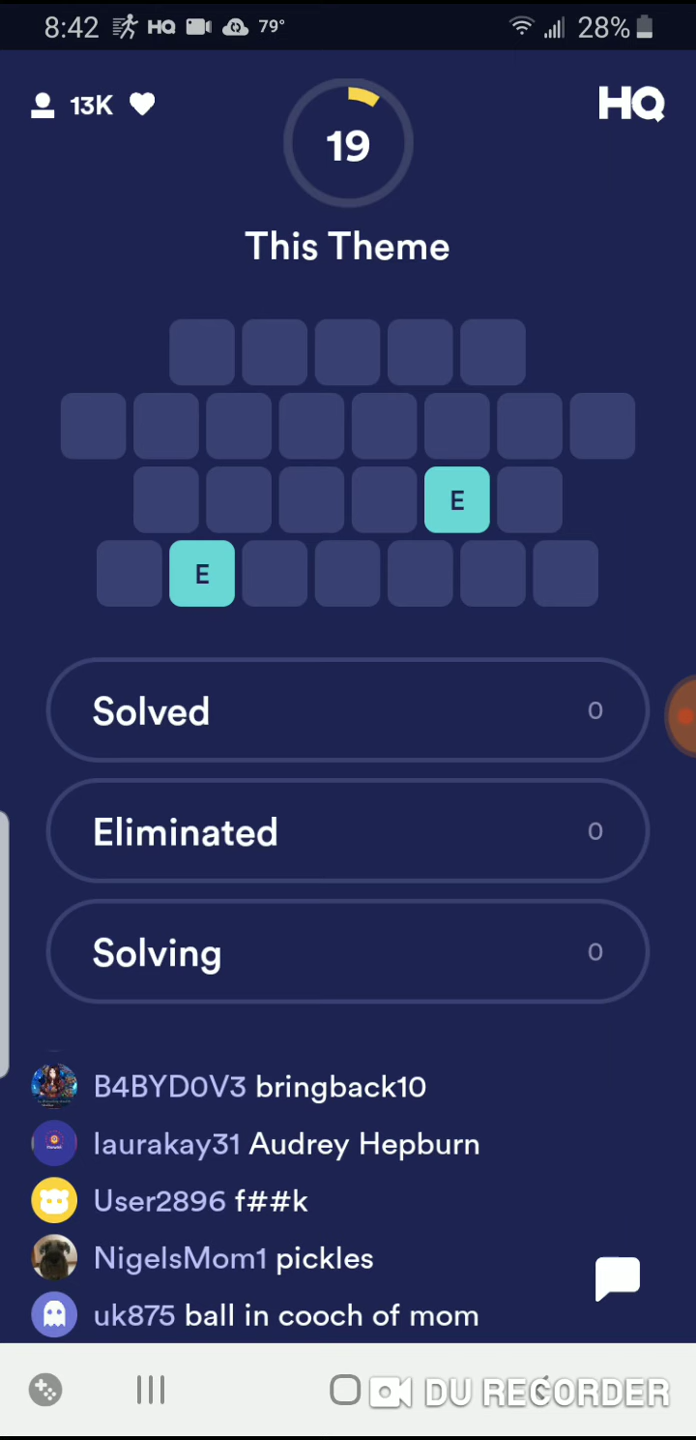 8:42 HQ 79° 28%
13K 19 HQ
This Theme
E
E
Solved 0
Eliminated 0
Solving 0
B4BYD0V3 bringback10
laurakay31 Audrey Hepburn
User2896 f##k
NigelsMom1 pickles
uk875 ball in cooch of mom
DU RECORDER